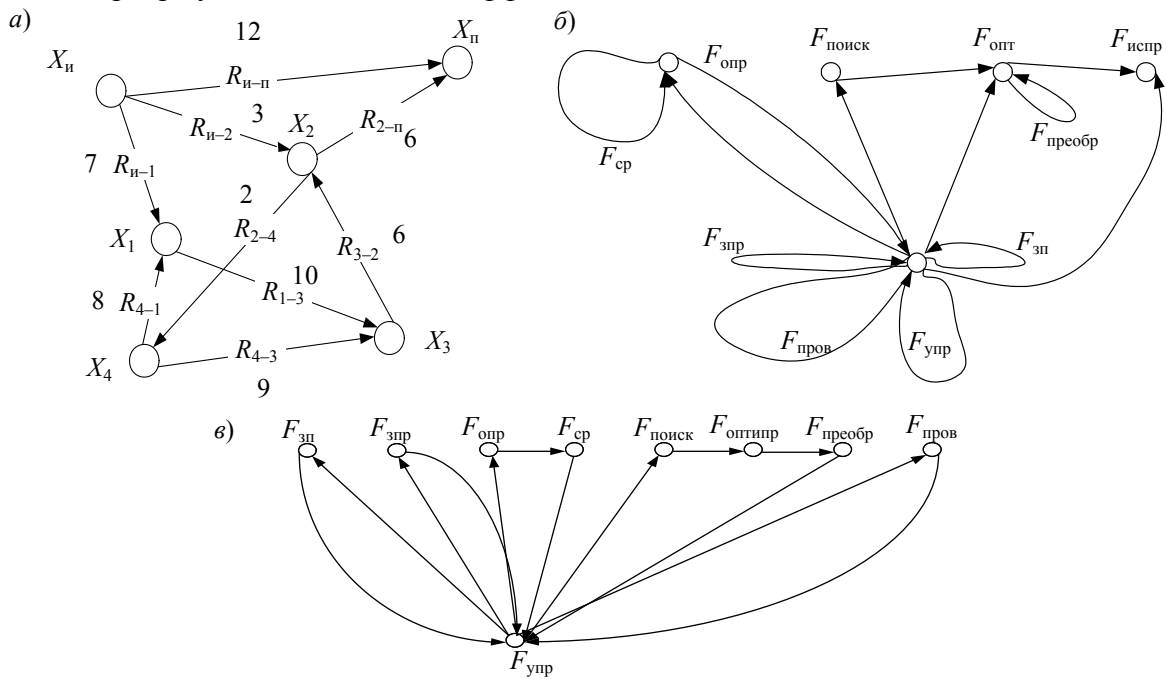 а)
12
Xп
Xи
Rи–п
3
X2
Rи–2
R2–п
6
7
Rи–1
2
X1
R2–4
R3–2
6
10
R1–3
8
R4–1
X4
R4–3
X3
9
б)
Fопр
Fпоиск
Fопт
Fиспр
Fпреобр
Fср
Fзпр
Fзп
Fпров
Fупр
в)
Fзп
Fзпр
Fопр
Fср
Fпоиск
Fоптипр
Fпреобр
Fпров
Fупр